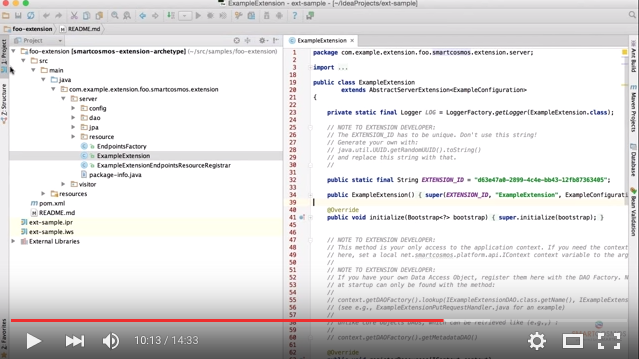 ExampleExtension - ext-sample - [~/IdeaProjects/ext-sample]
foo-extension
README.md
Project
foo-extension [smartcosmos-extension-archetype] (~/src/samples/foo-extension)
src
main
java
com.example.extension.foo.smartcosmos.extension
server
config
dao
jpa
resource
EndpointsFactory
ExampleExtension
ExampleExtensionEndpointsResourceRegistrar
package-info.java
visitor
resources
pom.xml
README.md
ext-sample.ipr
ext-sample.iws
External Libraries
1: Project
Z: Structure
2: Favorites
ExampleExtension
package com.example.extension.foo.smartcosmos.extension.server;
import ...
public class ExampleExtension
extends AbstractServerExtension<ExampleConfiguration>
{
private static final Logger LOG = LoggerFactory.getLogger(ExampleExtension.class);
// NOTE TO EXTENSION DEVELOPER:
// The EXTENSION_ID has to be unique. Don't use this!
// Generate your own with:
// java.util.UUID.getRandomUUID().toString()
// and replace this string with that.
//
public static final String EXTENSION_ID =
public ExampleExtension() { super(EXTENSION_ID, "ExampleExtension", ExampleConfigurati
@Override
public void initialize(Bootstrap<?> bootstrap) { super.initialize(bootstrap); }
// NOTE TO EXTENSION DEVELOPER:
// This method is your only access to the application context. If you need the context
// here, set a local net.smartcosmos.platform.api.IContext context variable to the arg
//
// NOTE TO EXTENSION DEVELOPER:
// If you have your own Data Access Object, register them here with the DAO Factory. N
// at startup can only be found with the method:
//
// context.getDAOFactory().lookup(IExampleExtensionDAO.class.getName(), IExampleExten
// (see e.g., ExampleExtensionPutRequestHandler.java for an example)
//
// Unlike core Objects DAOs, which can be retrieved like (e.g.,) (
// context.getDAOFactory().getMetadataDAO()
@Override
Ant Build
Maven Projects
Database
Bean Validation
10:13 / 14:33